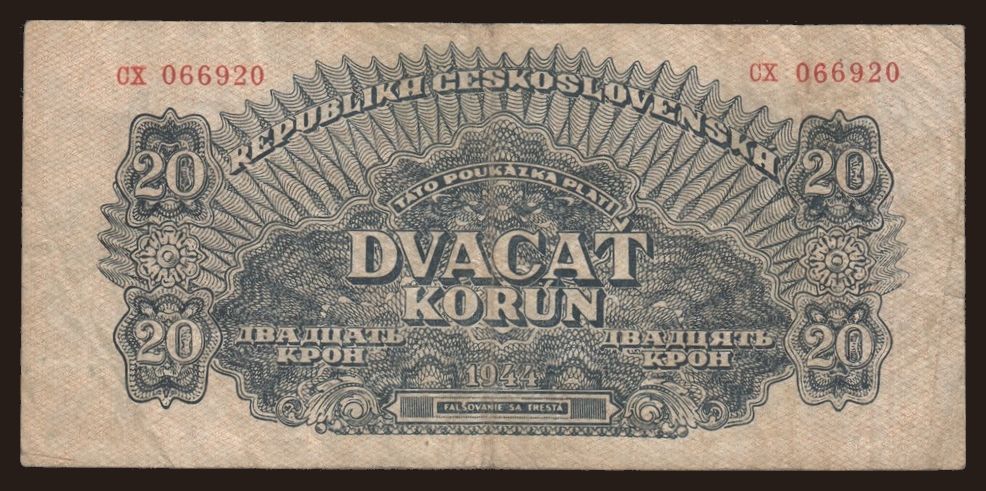 CX 066920
CX 066920
REPUBLIKA ČESKOSLOVENSKÁ
20
20
TÁTO POUKÁZKA PLATÍ
DVACAŤ
KORÚN
ДВАДЦАТЬ
КРОН
ДВАДЦЯТЬ
КРОН
20
20
1944
FALŠOVANIE SA TRESTÁ